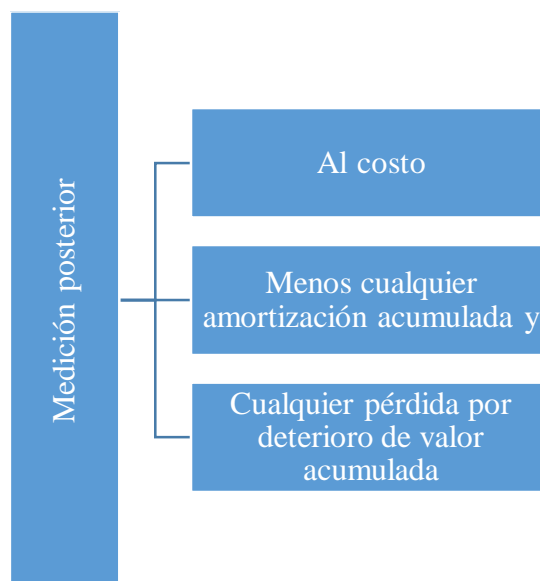 Medición posterior
Al costo
Menos cualquier
amortización acumulada y
Cualquier pérdida por
deterioro de valor
acumulada